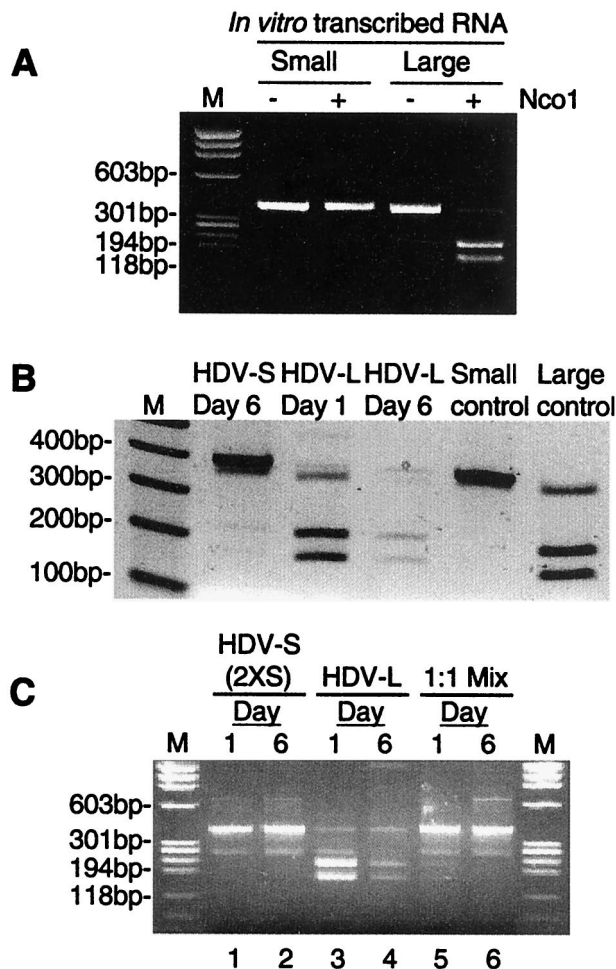 In vitro transcribed RNA
A
Small Large
M - + - + Nco1
603bp-
301bp-
194bp-
118bp-
B
HDV-S HDV-L HDV-L Small Large
M Day 6 Day 1 Day 6 control control
400bp-
300bp-
200bp-
100bp-
HDV-S
C
(2XS) HDV-L 1:1 Mix
Day Day Day
M 1 6 1 6 1 6 M
603bp-
301bp-
194bp-
118bp-
1 2 3 4 5 6